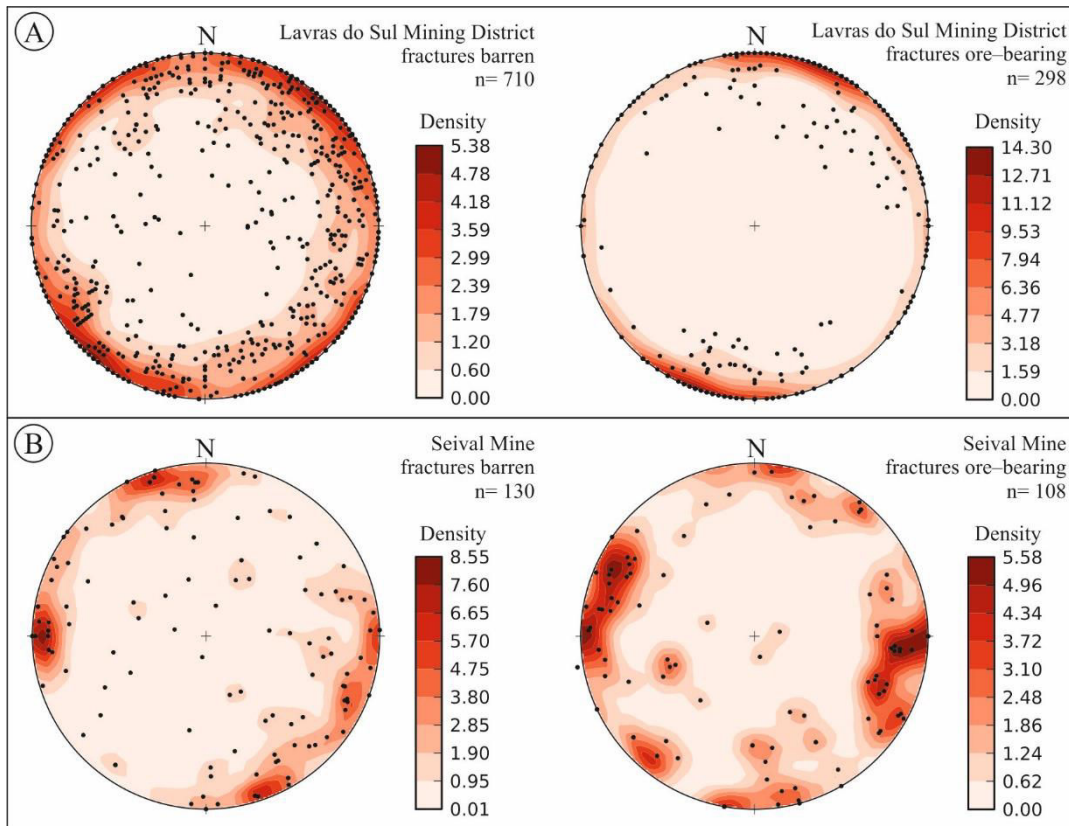 A
N
Lavras do Sul Mining District
fractures barren
n= 710
Density
5.38
4.78
4.18
3.59
2.99
2.39
1.79
1.20
0.60
0.00
N
Lavras do Sul Mining District
fractures ore–bearing
n= 298
Density
14.30
12.71
11.12
9.53
7.94
6.36
4.77
3.18
1.59
0.00
B
N
Seival Mine
fractures barren
n= 130
Density
8.55
7.60
6.65
5.70
4.75
3.80
2.85
1.90
0.95
0.01
N
Seival Mine
fractures ore–bearing
n= 108
Density
5.58
4.96
4.34
3.72
3.10
2.48
1.86
1.24
0.62
0.00